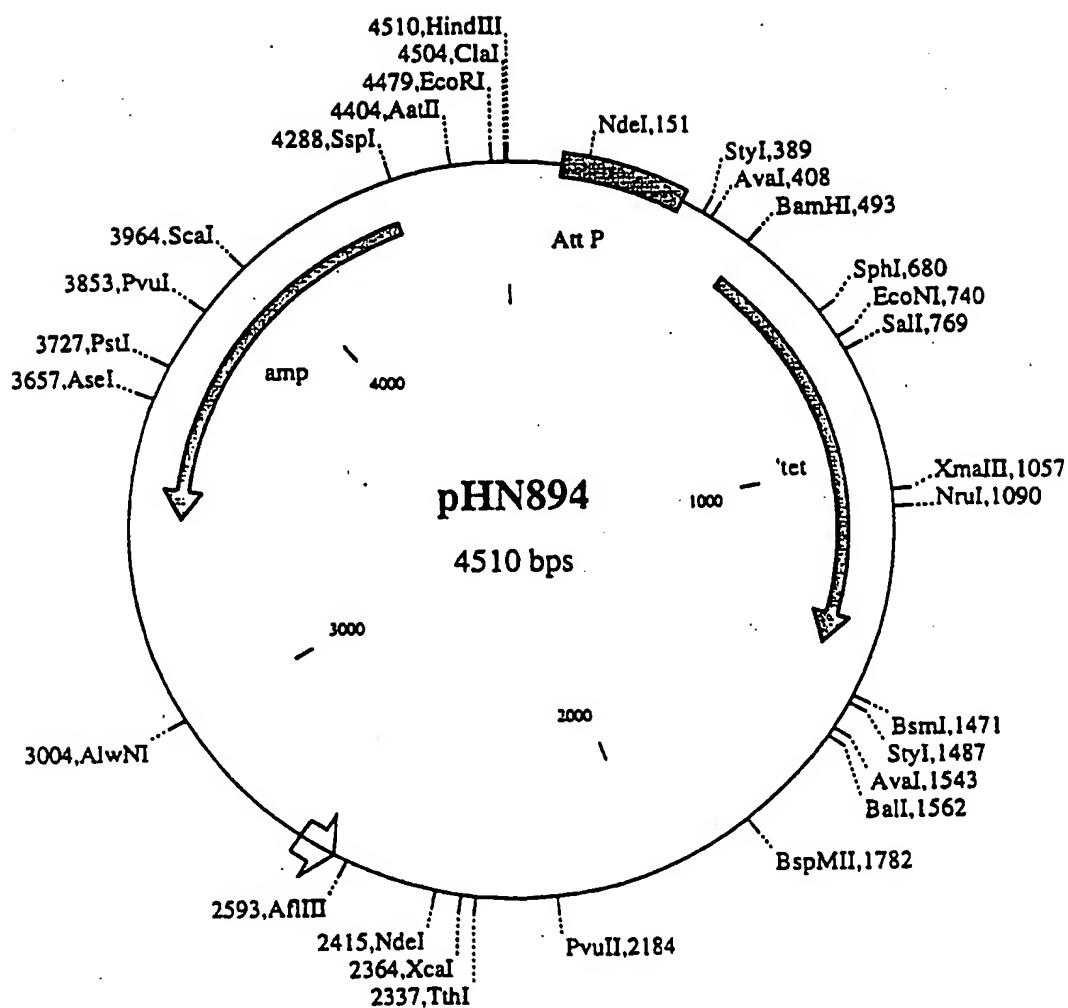 4510,HindIII
4504,ClaI
4479,EcoRI
4404,AatII
4288,SspI
NdeI,151
StyI,389
AvaI,408
BamHI,493
Att P
3964,ScaI
3853,PvuI
3727,PstI
3657,AseI
SphI,680
EcoNI,740
SalI,769
amp
4000
'tet
1000
XmaIII,1057
NruI,1090
pHN894
4510 bps
3000
2000
3004,AlwNI
BsmI,1471
StyI,1487
AvaI,1543
BalI,1562
BspMII,1782
2593,AflIII
2415,NdeI
2364,XcaI
2337,TthI
PvuII,2184